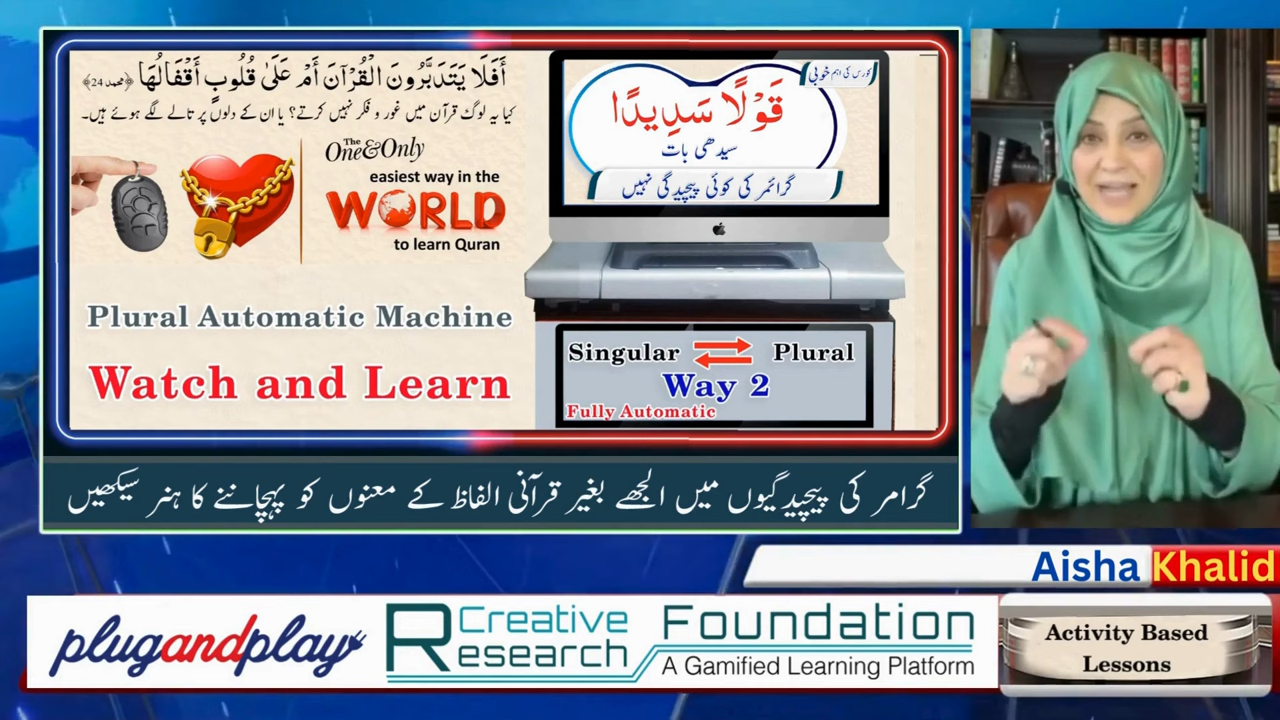 أَفَلَا يَتَدَبَّرُونَ الْقُرْآنَ أَمْ عَلَىٰ قُلُوبٍ أَقْفَالُهَا ﴿محمد 24﴾
کیا یہ لوگ قرآن میں غور و فکر نہیں کرتے؟ یا ان کے دلوں پر تالے لگے ہوئے ہیں۔
The
One&Only
easiest way in the
WORLD
to learn Quran
Plural Automatic Machine
Watch and Learn
کورس کی اہم خوبی
قَوْلًا سَدِيدًا
سیدھی بات
گرائمر کی کوئی پیچیدگی نہیں
Singular Plural
Way 2
Fully Automatic
گرامر کی پیچیدگیوں میں الجھے بغیر قرآنی الفاظ کے معنوں کو پہچاننے کا ہنر سیکھیں
Aisha Khalid
plugandplay
Creative
Research
Foundation
A Gamified Learning Platform
Activity Based
Lessons